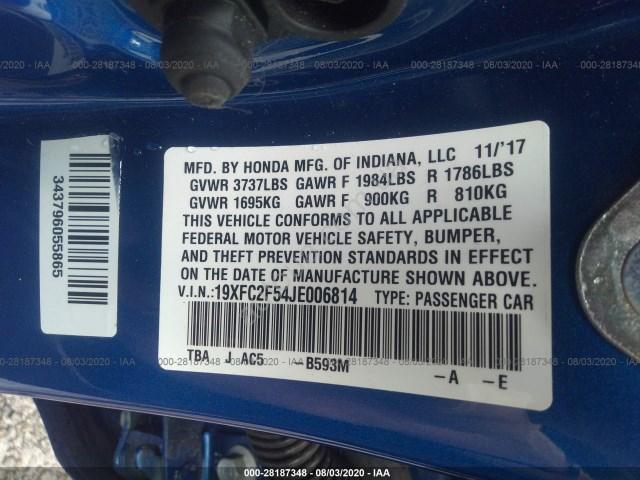 000-28187348 - 08/03/2020 - IAA
MFD. BY HONDA MFG. OF INDIANA, LLC 11/'17
GVWR 3737LBS GAWR F 1984LBS R 1786LBS
GVWR 1695KG GAWR F 900KG R 810KG
THIS VEHICLE CONFORMS TO ALL APPLICABLE
FEDERAL MOTOR VEHICLE SAFETY, BUMPER,
AND THEFT PREVENTION STANDARDS IN EFFECT
ON THE DATE OF MANUFACTURE SHOWN ABOVE.
V.I.N.:19XFC2F54JE006814 TYPE: PASSENGER CAR
TBA J AC5 -B593M
-A -E
343796055865
000-28187348 - 08/03/2020 - IAA